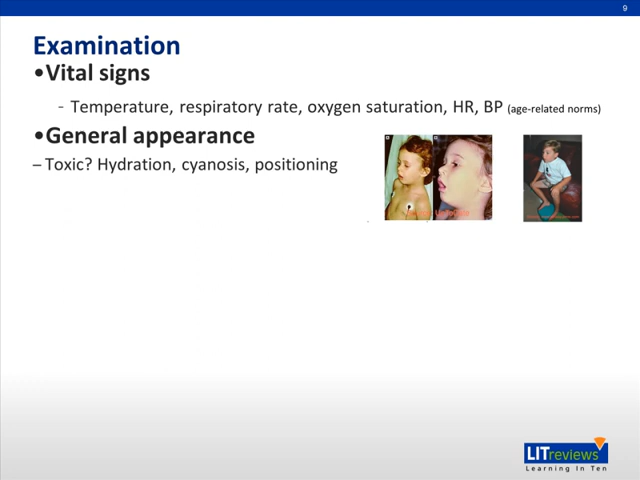 9
Examination
•Vital signs
- Temperature, respiratory rate, oxygen saturation, HR, BP (age-related norms)
•General appearance
– Toxic? Hydration, cyanosis, positioning
LITreviews
Learning In Ten